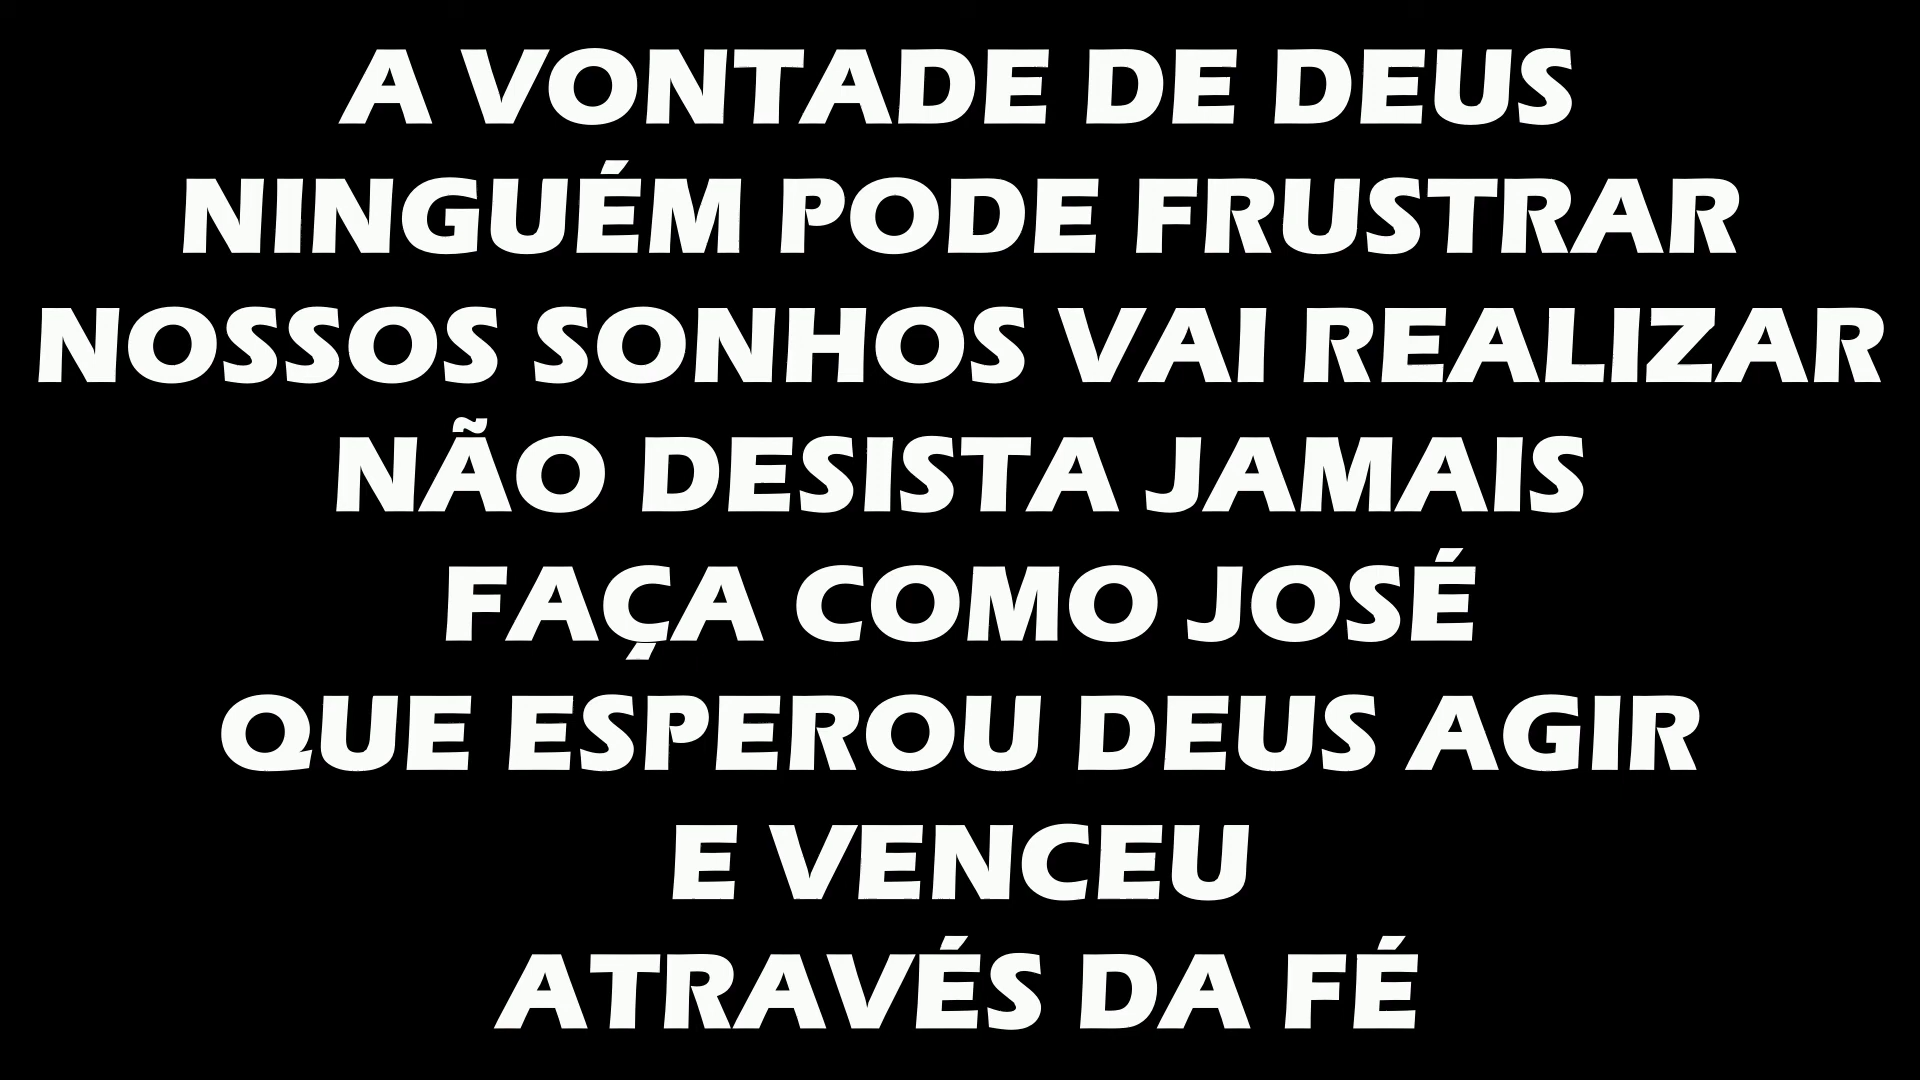 A VONTADE DE DEUS
NINGUÉM PODE FRUSTRAR
NOSSOS SONHOS VAI REALIZAR
NÃO DESISTA JAMAIS
FAÇA COMO JOSÉ
QUE ESPEROU DEUS AGIR
E VENCEU
ATRAVÉS DA FÉ